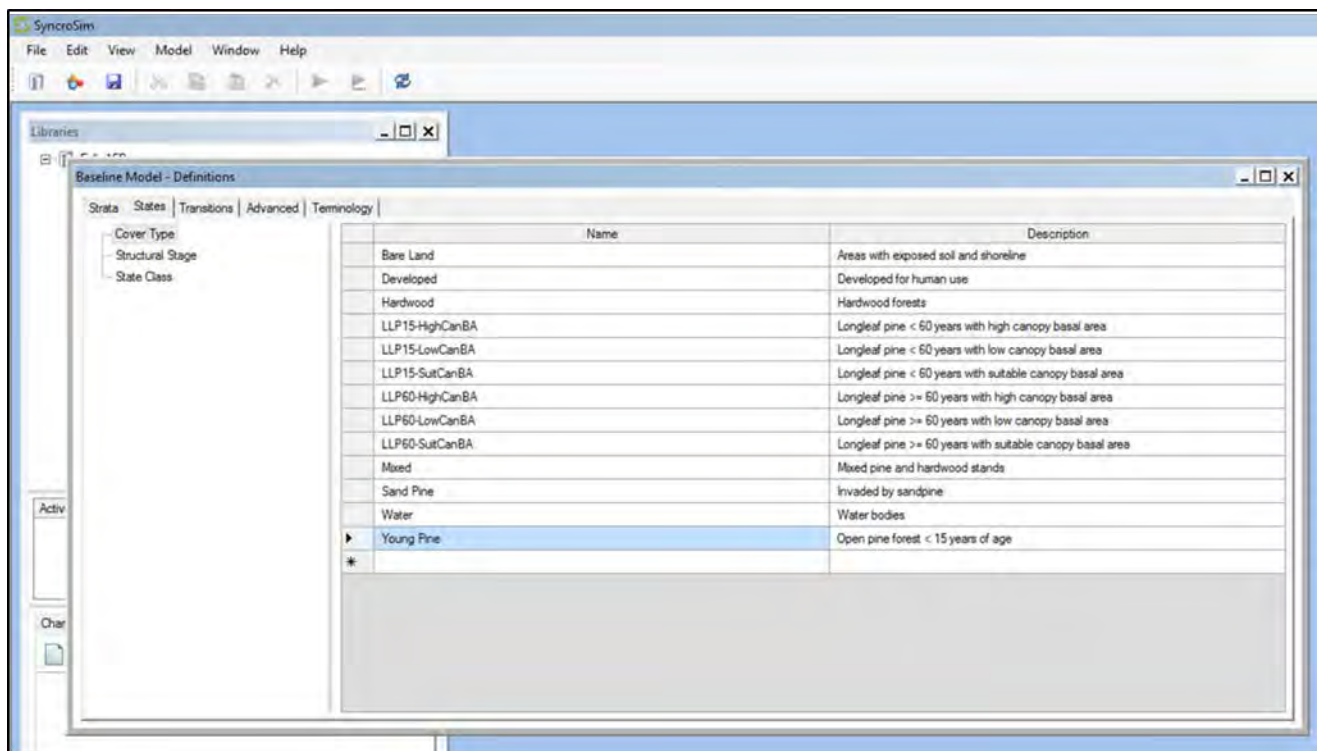 SyncroSim
File Edit View Model Window Help
Libraries
Baseline Model - Definitions
Strata States Transitions Advanced Terminology
Cover Type
Structural Stage
State Class
Name Description
Bare Land Areas with exposed soil and shoreline
Developed Developed for human use
Hardwood Hardwood forests
LLP15-HighCanBA Longleaf pine < 60 years with high canopy basal area
LLP15-LowCanBA Longleaf pine < 60 years with low canopy basal area
LLP15-SuitCanBA Longleaf pine < 60 years with suitable canopy basal area
LLP60-HighCanBA Longleaf pine >= 60 years with high canopy basal area
LLP60-LowCanBA Longleaf pine >= 60 years with low canopy basal area
LLP60-SuitCanBA Longleaf pine >= 60 years with suitable canopy basal area
Mixed Mixed pine and hardwood stands
Sand Pine Invaded by sandpine
Water Water bodies
Young Pine Open pine forest < 15 years of age
Activ
Char